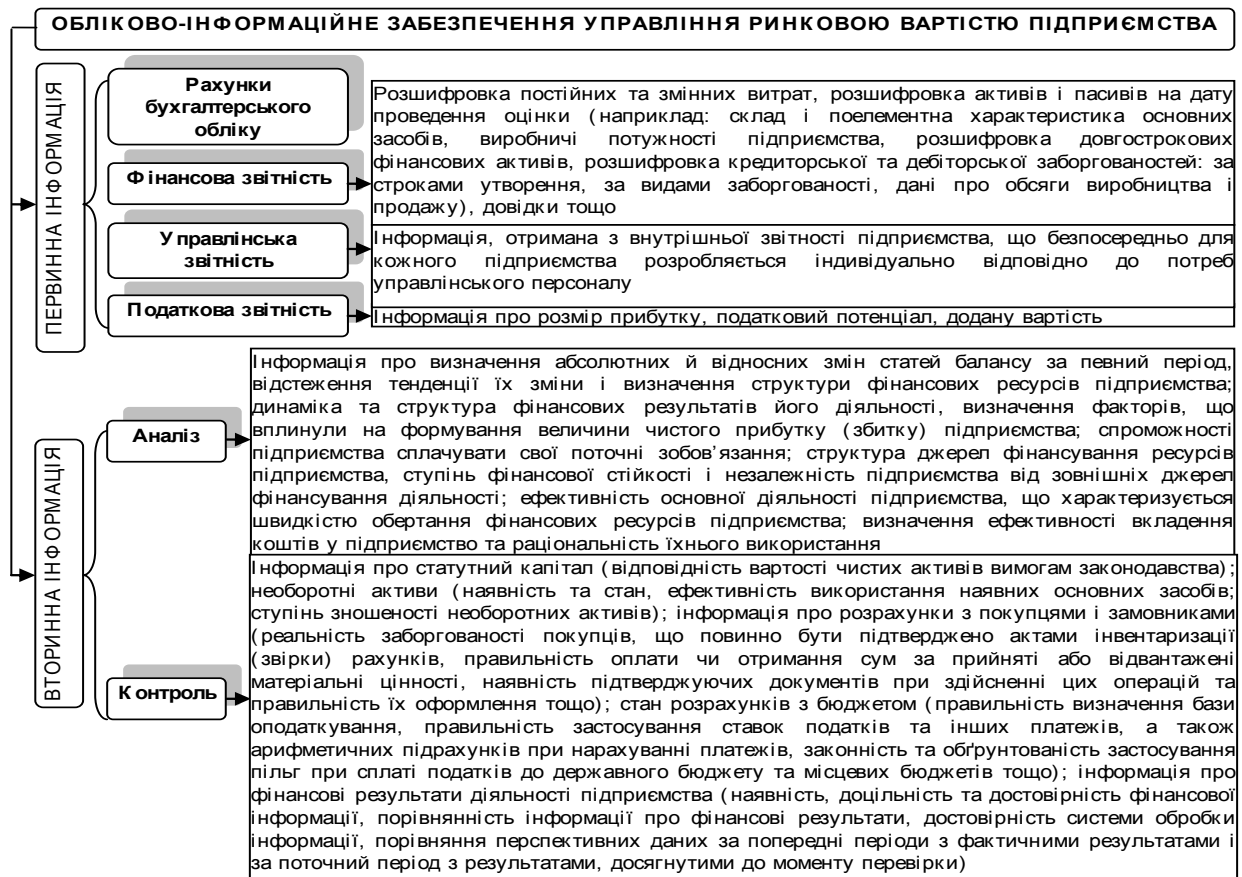 ОБЛІКОВО-ІНФОРМАЦІЙНЕ ЗАБЕЗПЕЧЕННЯ УПРАВЛІННЯ РИНКОВОЮ ВАРТІСТЮ ПІДПРИЄМСТВА
ПЕРВИННА ІНФОРМАЦІЯ
Рахунки
бухгалтерського
обліку
Фінансова звітність
Розшифровка постійних та змінних витрат, розшифровка активів і пасивів на дату
проведення оцінки (наприклад: склад і поелементна характеристика основних
засобів, виробничі потужності підприємства, розшифровка довгострокових
фінансових активів, розшифровка кредиторської та дебіторської заборгованостей: за
строками утворення, за видами заборгованості, дані про обсяги виробництва і
продажу), довідки тощо
Управлінська
звітність
Інформація, отримана з внутрішньої звітності підприємства, що безпосередньо для
кожного підприємства розробляється індивідуально відповідно до потреб
управлінського персоналу
Податкова звітність
Інформація про розмір прибутку, податковий потенціал, додану вартість
ВТОРИННА ІНФОРМАЦІЯ
Аналіз
Інформація про визначення абсолютних й відносних змін статей балансу за певний період,
відстеження тенденції їх зміни і визначення структури фінансових ресурсів підприємства;
динаміка та структура фінансових результатів його діяльності, визначення факторів, що
вплинули на формування величини чистого прибутку (збитку) підприємства; спроможності
підприємства сплачувати свої поточні зобов’язання; структура джерел фінансування ресурсів
підприємства, ступінь фінансової стійкості і незалежність підприємства від зовнішніх джерел
фінансування діяльності; ефективність основної діяльності підприємства, що характеризується
швидкістю обертання фінансових ресурсів підприємства; визначення ефективності вкладення
коштів у підприємство та раціональність їхнього використання
Контроль
Інформація про статутний капітал (відповідність вартості чистих активів вимогам законодавства);
необоротні активи (наявність та стан, ефективність використання наявних основних засобів;
ступінь зношеності необоротних активів); інформація про розрахунки з покупцями і замовниками
(реальність заборгованості покупців, що повинно бути підтверджено актами інвентаризації
(звірки) рахунків, правильність оплати чи отримання сум за прийняті або відвантажені
матеріальні цінності, наявність підтверджуючих документів при здійсненні цих операцій та
правильність їх оформлення тощо); стан розрахунків з бюджетом (правильність визначення бази
оподаткування, правильність застосування ставок податків та інших платежів, а також
арифметичних підрахунків при нарахуванні платежів, законність та обґрунтованість застосування
пільг при сплаті податків до державного бюджету та місцевих бюджетів тощо); інформація про
фінансові результати діяльності підприємства (наявність, доцільність та достовірність фінансової
інформації, порівнянність інформації про фінансові результати, достовірність системи обробки
інформації, порівняння перспективних даних за попередні періоди з фактичними результатами і
за поточний період з результатами, досягнутими до моменту перевірки)